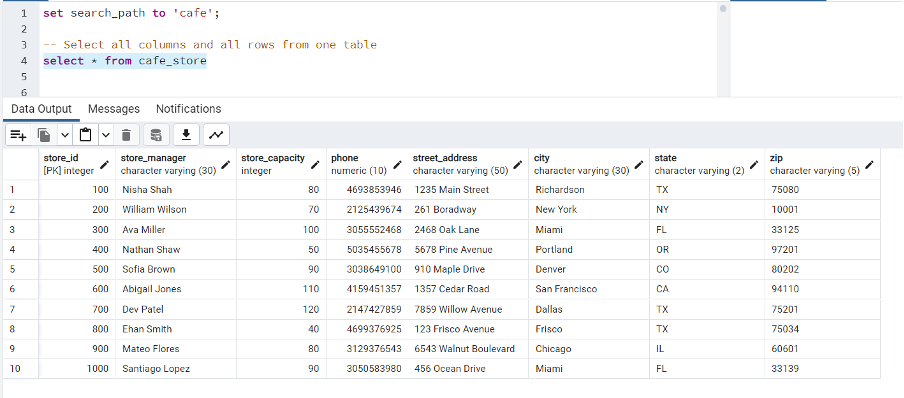 1 set search_path to 'cafe';
2
3 -- Select all columns and all rows from one table
4 select * from cafe_store
5
6
Data Output Messages Notifications
store_id store_manager store_capacity phone street_address city state zip
[PK] integer character varying (30) integer numeric (10) character varying (50) character varying (30) character varying (2) character varying (5)
1 100 Nisha Shah 80 4693853946 1235 Main Street Richardson TX 75080
2 200 William Wilson 70 2125439674 261 Boradway New York NY 10001
3 300 Ava Miller 100 3055552468 2468 Oak Lane Miami FL 33125
4 400 Nathan Shaw 50 5035455678 5678 Pine Avenue Portland OR 97201
5 500 Sofia Brown 90 3038649100 910 Maple Drive Denver CO 80202
6 600 Abigail Jones 110 4159451357 1357 Cedar Road San Francisco CA 94110
7 700 Dev Patel 120 2147427859 7859 Willow Avenue Dallas TX 75201
8 800 Ehan Smith 40 4699376925 123 Frisco Avenue Frisco TX 75034
9 900 Mateo Flores 80 3129376543 6543 Walnut Boulevard Chicago IL 60601
10 1000 Santiago Lopez 90 3050583980 456 Ocean Drive Miami FL 33139